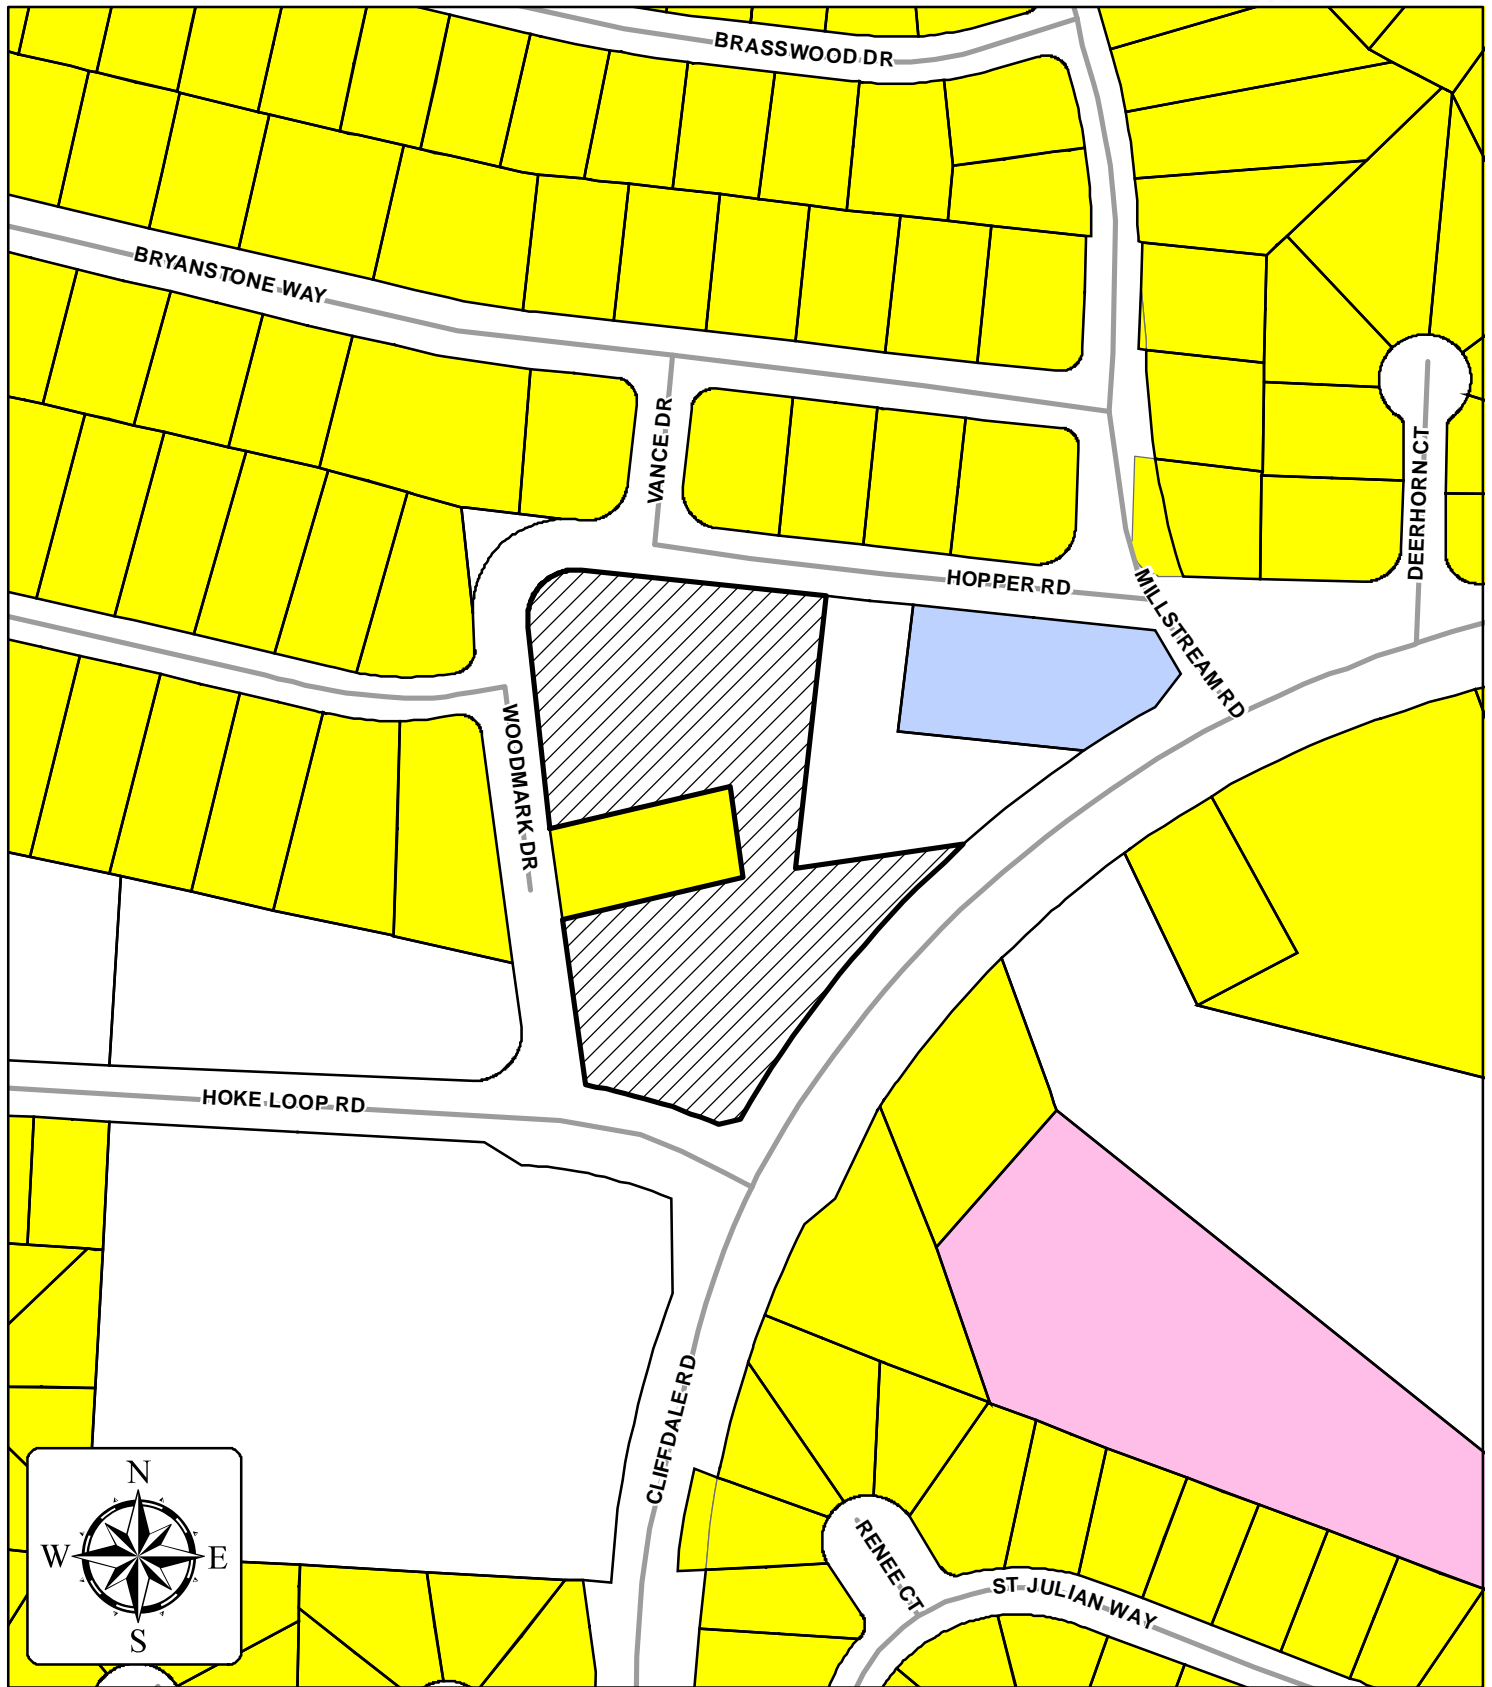 BRASSWOOD DR
BRYANSTONE WAY
VANCE DR
DEERHORN CT
HOPPER RD
MILLSTREAM RD
WOODMARK DR
HOKE LOOP RD
CLIFFDALE RD
N
W E
S
RENEE CT
ST JULIAN WAY